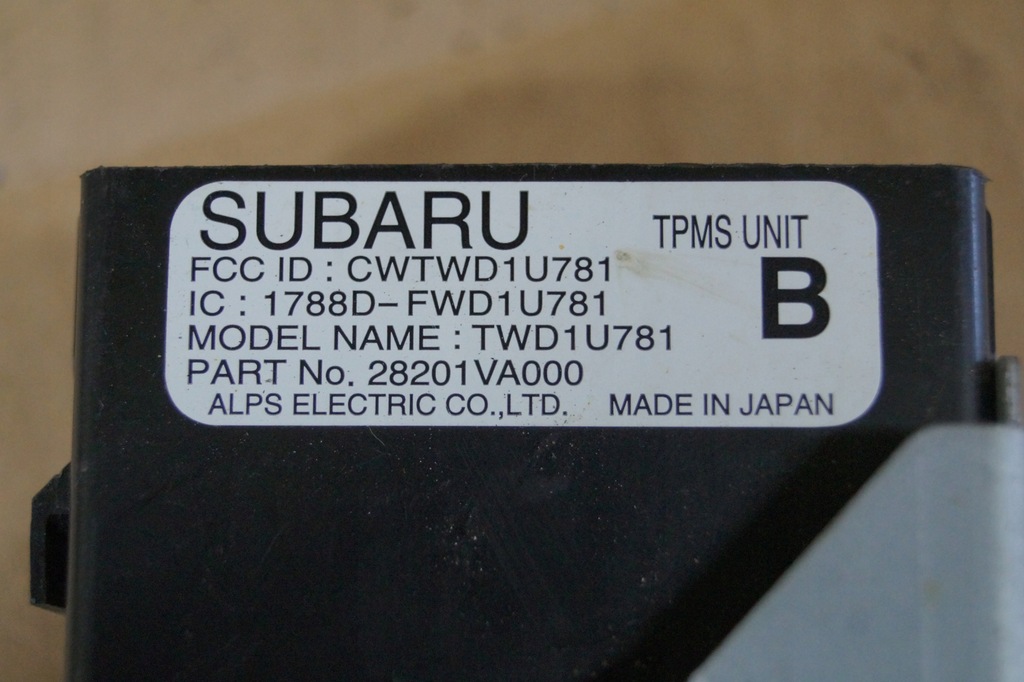 SUBARU TPMS UNIT
FCC ID : CWTWD1U781
IC : 1788D-FWD1U781 B
MODEL NAME : TWD1U781
PART No. 28201VA000
ALPS ELECTRIC CO.,LTD. MADE IN JAPAN